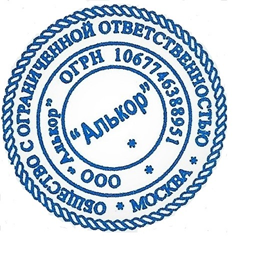 ОБЩЕСТВО С ОГРАНИЧЕННОЙ ОТВЕТСТВЕННОСТЬЮ
* МОСКВА *
ООО "Алькор" ОГРН 1067746388951 *
"Алькор"
*